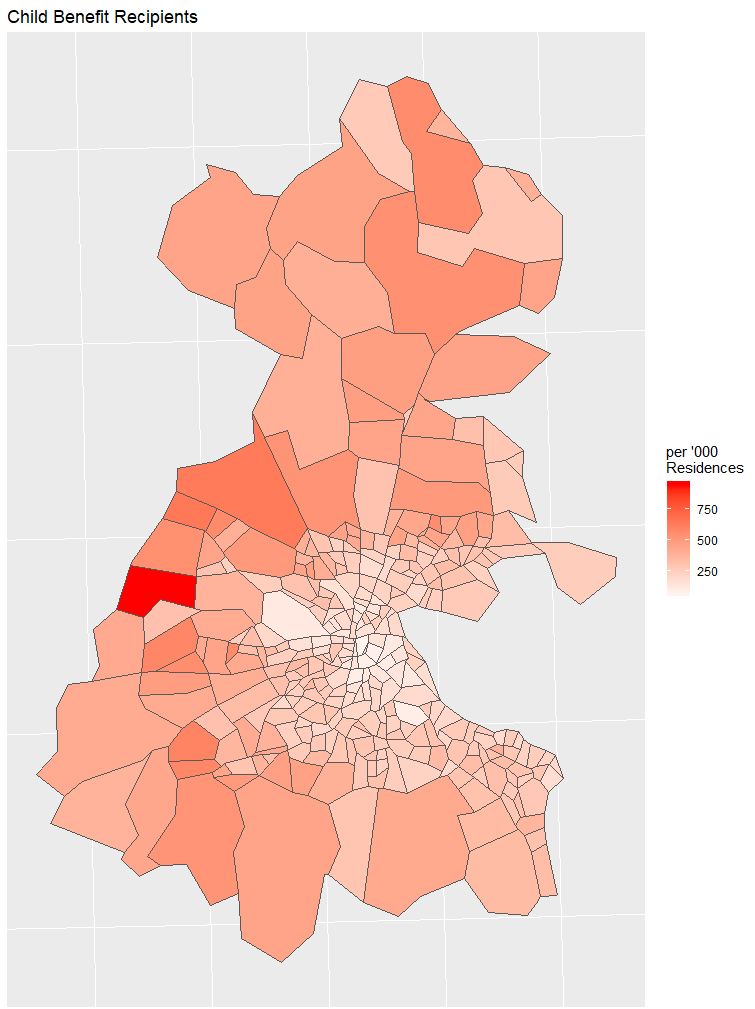 Child Benefit Recipients
per '000
Residences
750
500
250